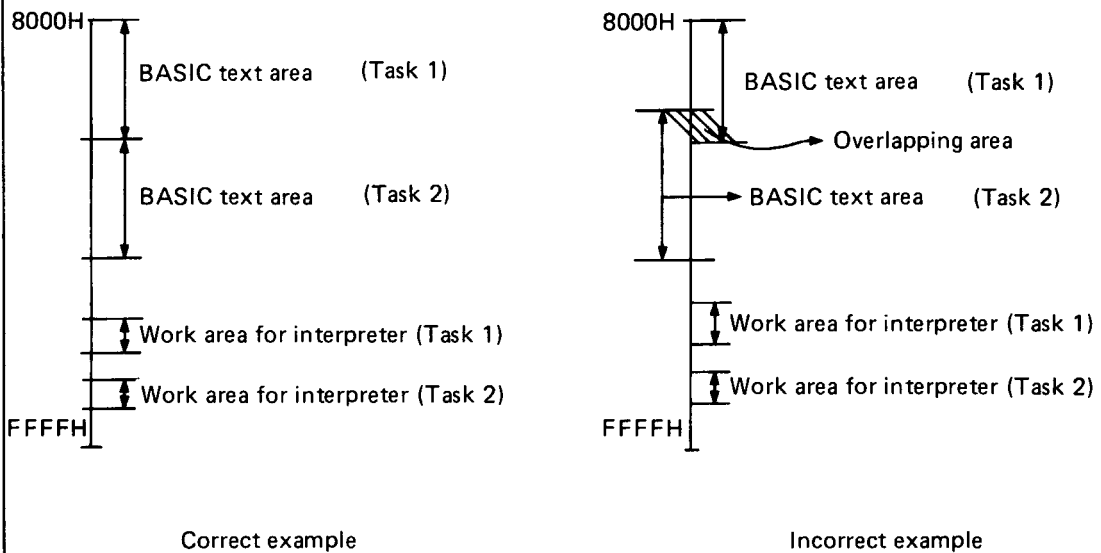 8000H
BASIC text area (Task 1)
BASIC text area (Task 2)
Work area for interpreter (Task 1)
Work area for interpreter (Task 2)
FFFFH
Correct example
8000H
BASIC text area (Task 1)
Overlapping area
BASIC text area (Task 2)
Work area for interpreter (Task 1)
Work area for interpreter (Task 2)
FFFFH
Incorrect example